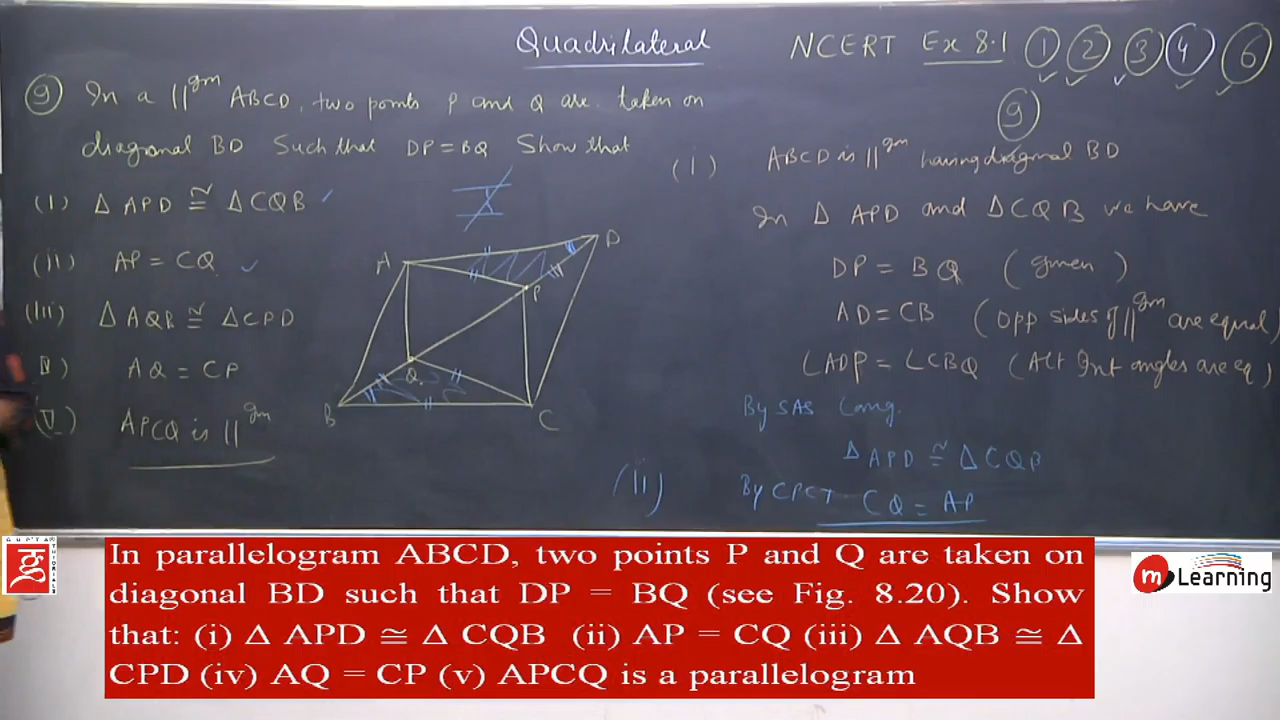 Quadrilateral NCERT Ex 8.1 1 2 3 4 6
9
9 In a ||gm ABCD, two points P and Q are taken on
diagonal BD Such that DP = BQ Show that
(i) Δ APD ≅ Δ CQB
(ii) AP = CQ
(iii) Δ AQB ≅ Δ CPD
AQ = CP
(V) APCQ is ||gm
A
D
P
Q
B
C
(i) ABCD is ||gm having diagonal BD
In Δ APD and Δ CQB we have
DP = BQ (given)
AD = CB (opp sides of ||gm are equal)
∠ADP = ∠CBQ (Alt Int angles are eq)
By SAS Cong.
Δ APD ≅ Δ CQB
(ii) By CPCT CQ = AP
GUPTA
TUTORIALS
In parallelogram ABCD, two points P and Q are taken on
diagonal BD such that DP = BQ (see Fig. 8.20). Show
that: (i) Δ APD ≅ Δ CQB (ii) AP = CQ (iii) Δ AQB ≅ Δ
CPD (iv) AQ = CP (v) APCQ is a parallelogram
m Learning